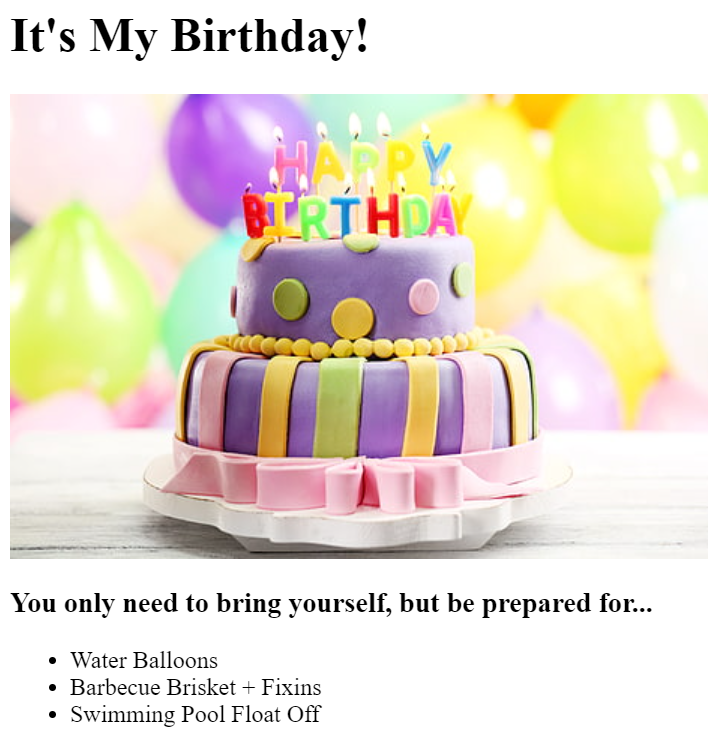 It's My Birthday!
HAPPY
BIRTHDAY
You only need to bring yourself, but be prepared for...
Water Balloons
Barbecue Brisket + Fixins
Swimming Pool Float Off